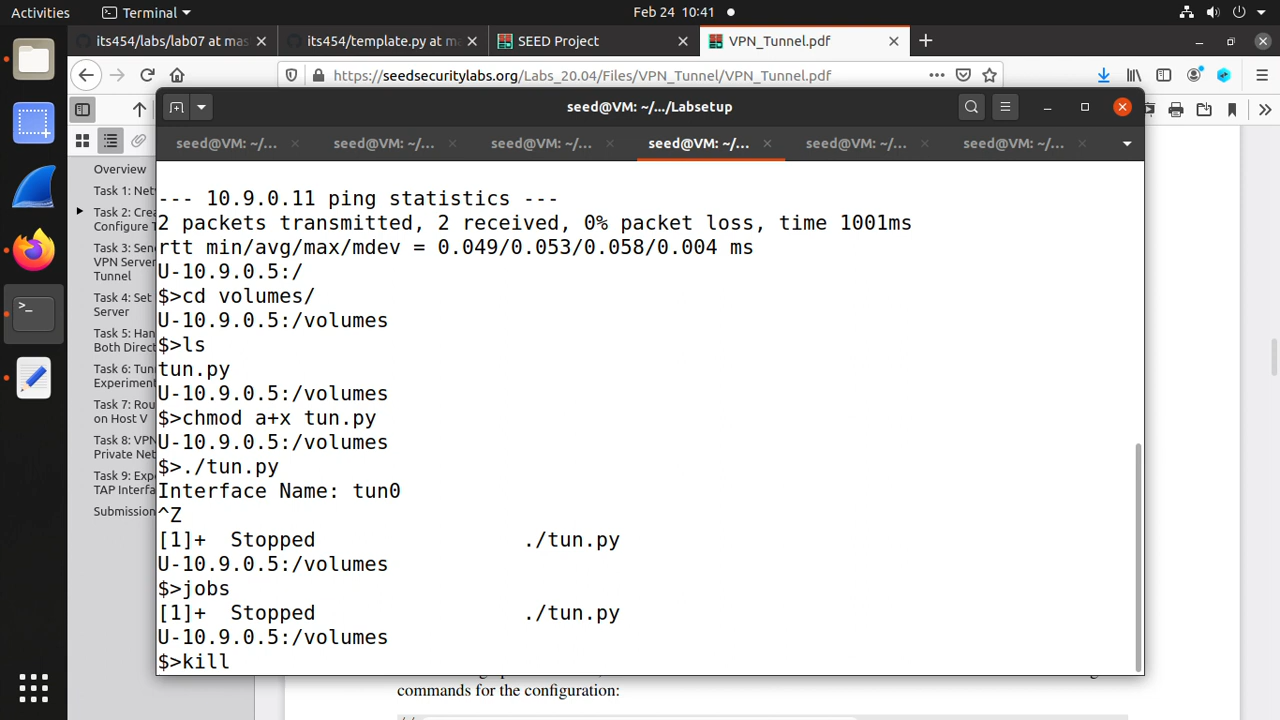 Activities
Terminal
Feb 24 10:41
its454/labs/lab07 at mas
its454/template.py at m
SEED Project
VPN_Tunnel.pdf
https://seedsecuritylabs.org/Labs_20.04/Files/VPN_Tunnel/VPN_Tunnel.pdf
seed@VM: ~/.../Labsetup
seed@VM: ~/...
seed@VM: ~/...
seed@VM: ~/...
seed@VM: ~/...
seed@VM: ~/...
seed@VM: ~/...
Overview
Task 1: Net
Task 2: Crea
Configure T
Task 3: Sen
VPN Server
Tunnel
Task 4: Set
Server
Task 5: Han
Both Direct
Task 6: Tun
Experiment
Task 7: Rou
on Host V
Task 8: VPN
Private Net
Task 9: Exp
TAP Interfa
Submission
--- 10.9.0.11 ping statistics ---
2 packets transmitted, 2 received, 0% packet loss, time 1001ms
rtt min/avg/max/mdev = 0.049/0.053/0.058/0.004 ms
U-10.9.0.5:/
$>cd volumes/
U-10.9.0.5:/volumes
$>ls
tun.py
U-10.9.0.5:/volumes
$>chmod a+x tun.py
U-10.9.0.5:/volumes
$>./tun.py
Interface Name: tun0
^Z
[1]+  Stopped                 ./tun.py
U-10.9.0.5:/volumes
$>jobs
[1]+  Stopped                 ./tun.py
U-10.9.0.5:/volumes
$>kill
commands for the configuration: